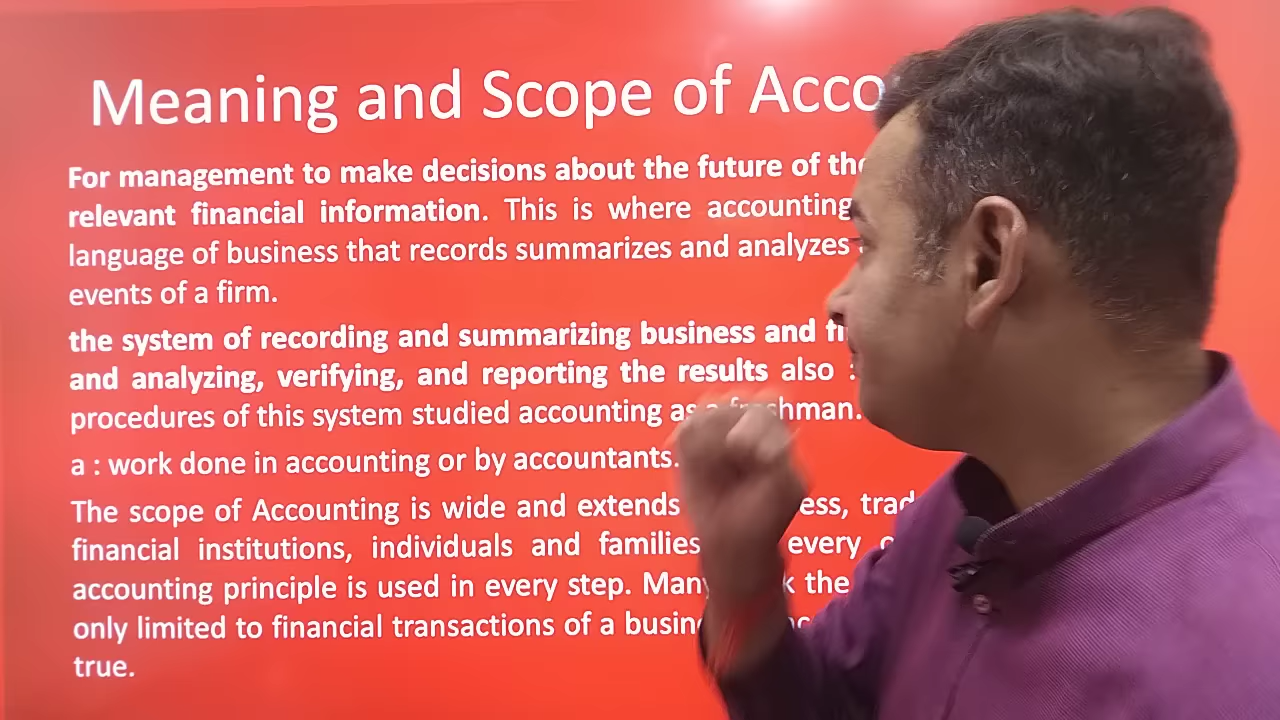 Meaning and Scope of
For management to make decisions about the future of the
relevant financial information. This is where accounting
language of business that records summarizes and analyzes
events of a firm.
the system of recording and summarizing business and
and analyzing, verifying, and reporting the results also :
procedures of this system studied accounting as a freshman.
a : work done in accounting or by accountants.
The scope of Accounting is wide and extends
financial institutions, individuals and families every
accounting principle is used in every step. Many the
only limited to financial transactions of a
true.